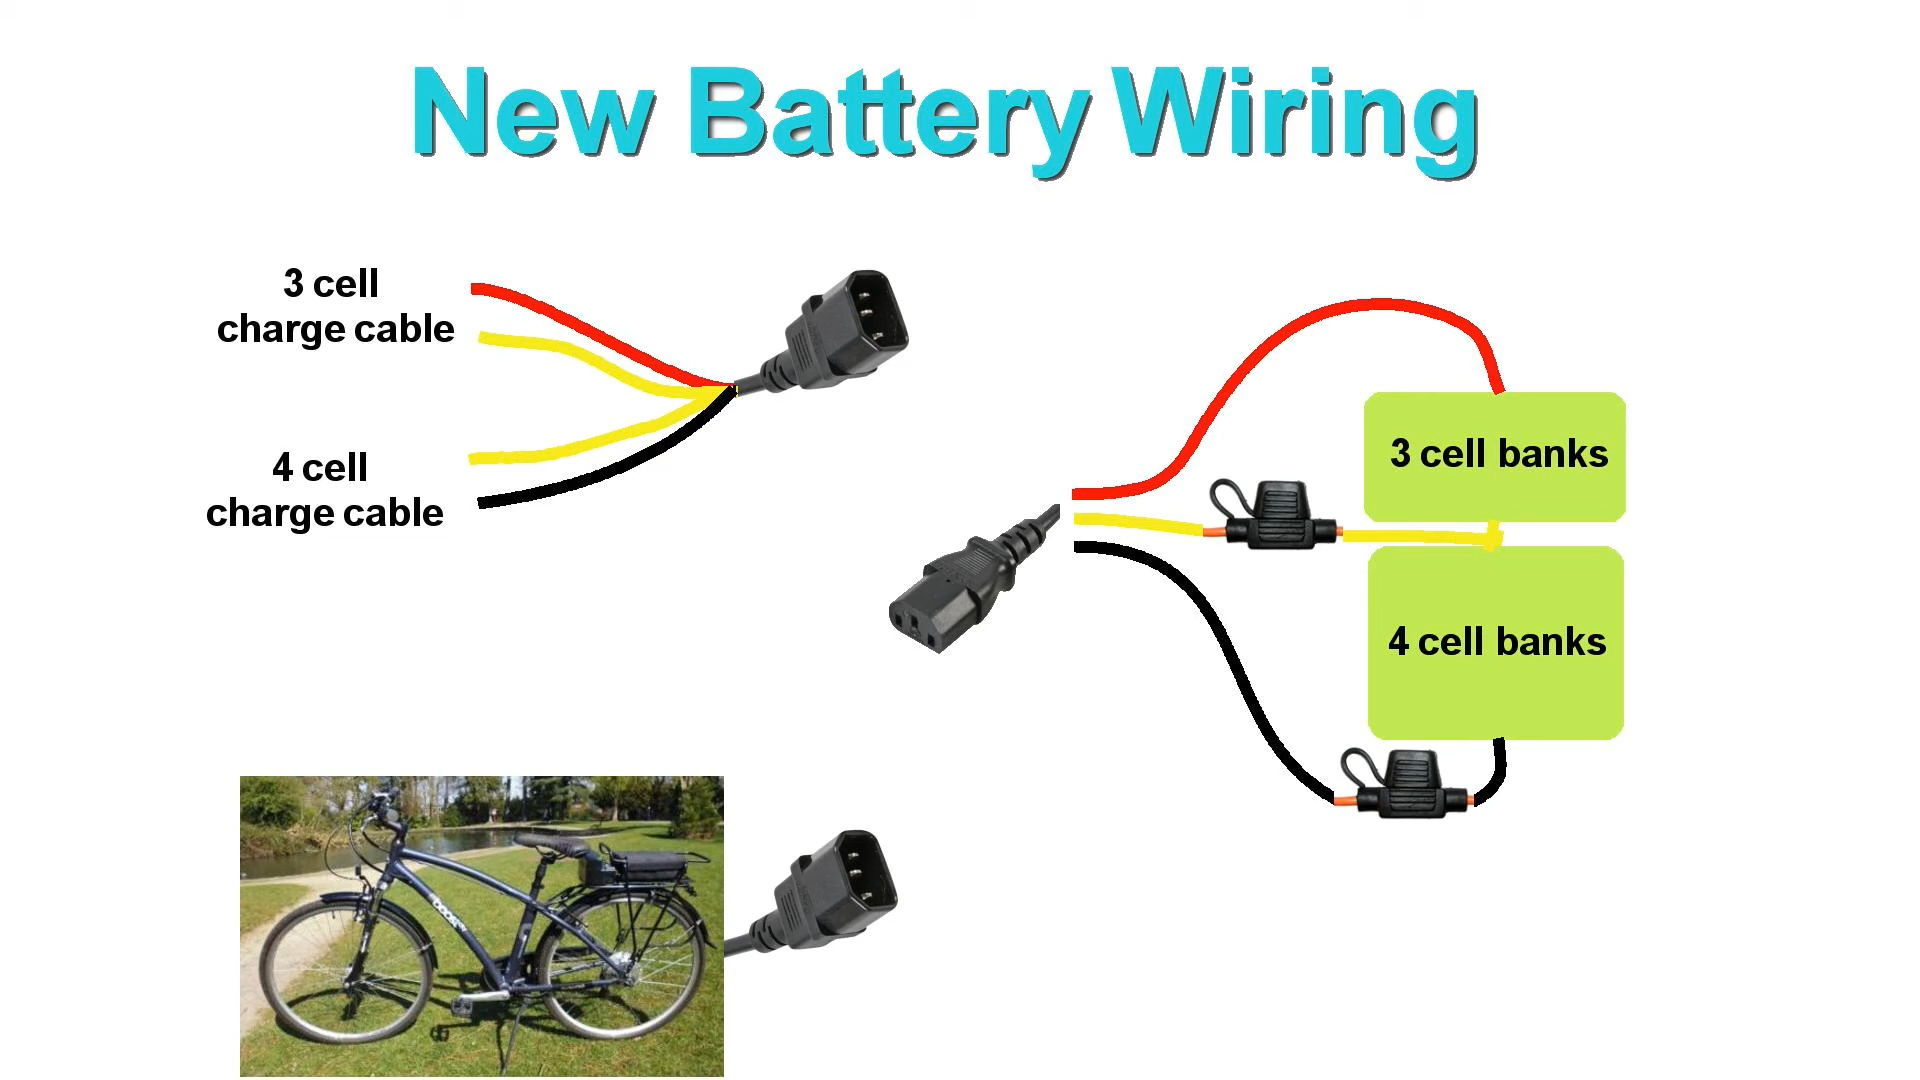 New Battery Wiring
3 cell
charge cable
4 cell
charge cable
3 cell banks
4 cell banks